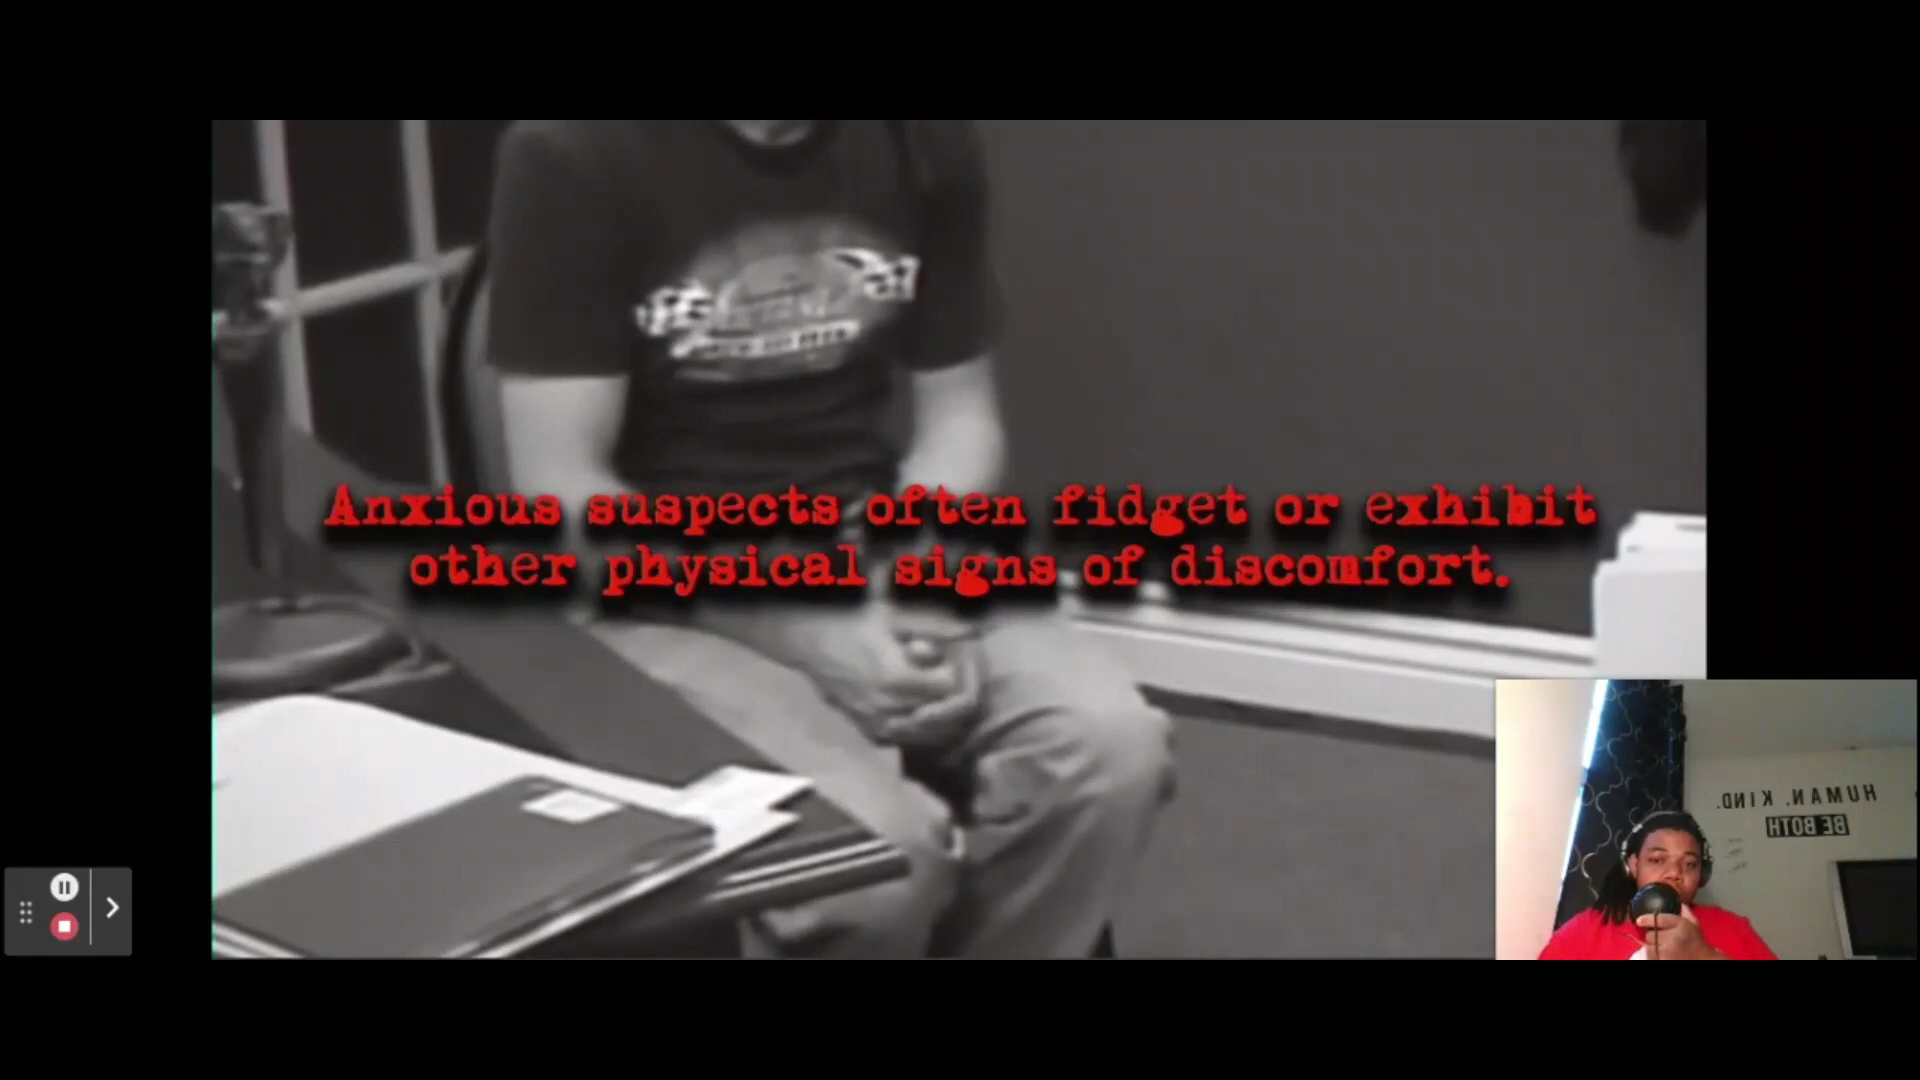 Anxious suspects often fidget or exhibit
other physical signs of discomfort.
HUMAN. KIND.
BE BOTH